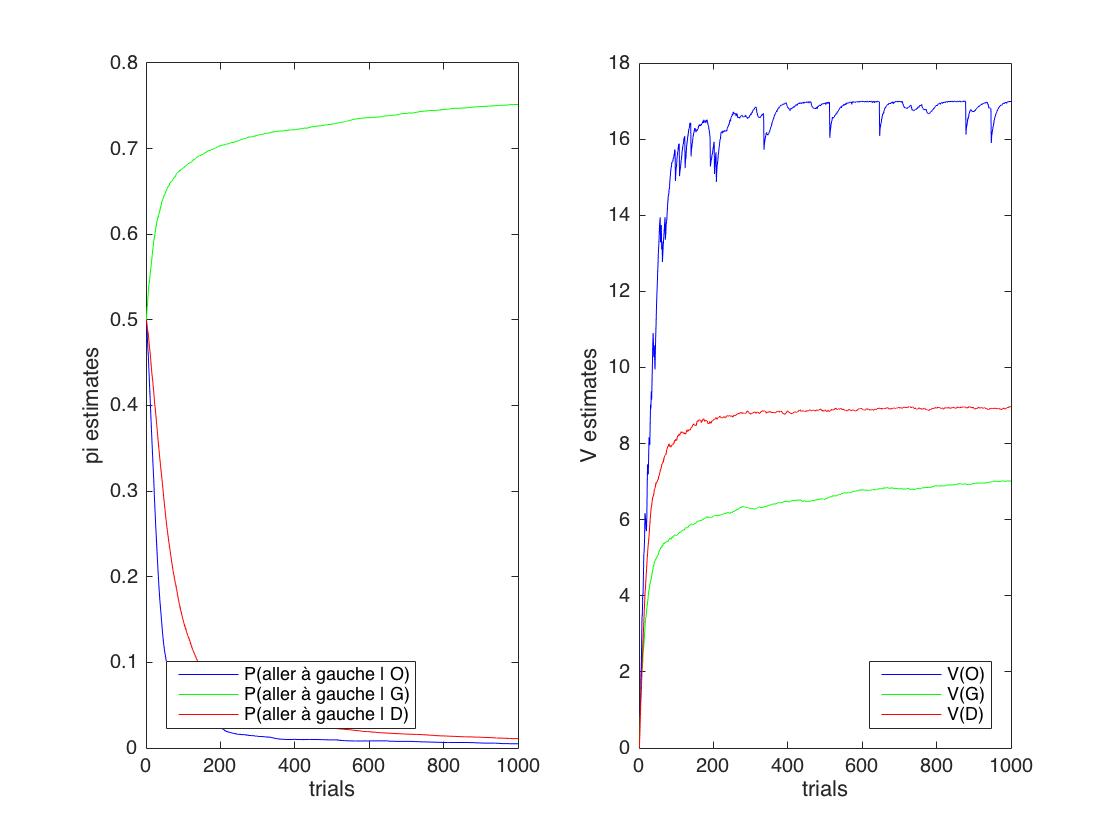 0.8
0.7
0.6
0.5
0.4
0.3
0.2
0.1
0
pi estimates
P(aller à gauche | O)
P(aller à gauche | G)
P(aller à gauche | D)
0 200 400 600 800 1000
trials
18
16
14
12
10
8
6
4
2
0
V estimates
V(O)
V(G)
V(D)
0 200 400 600 800 1000
trials